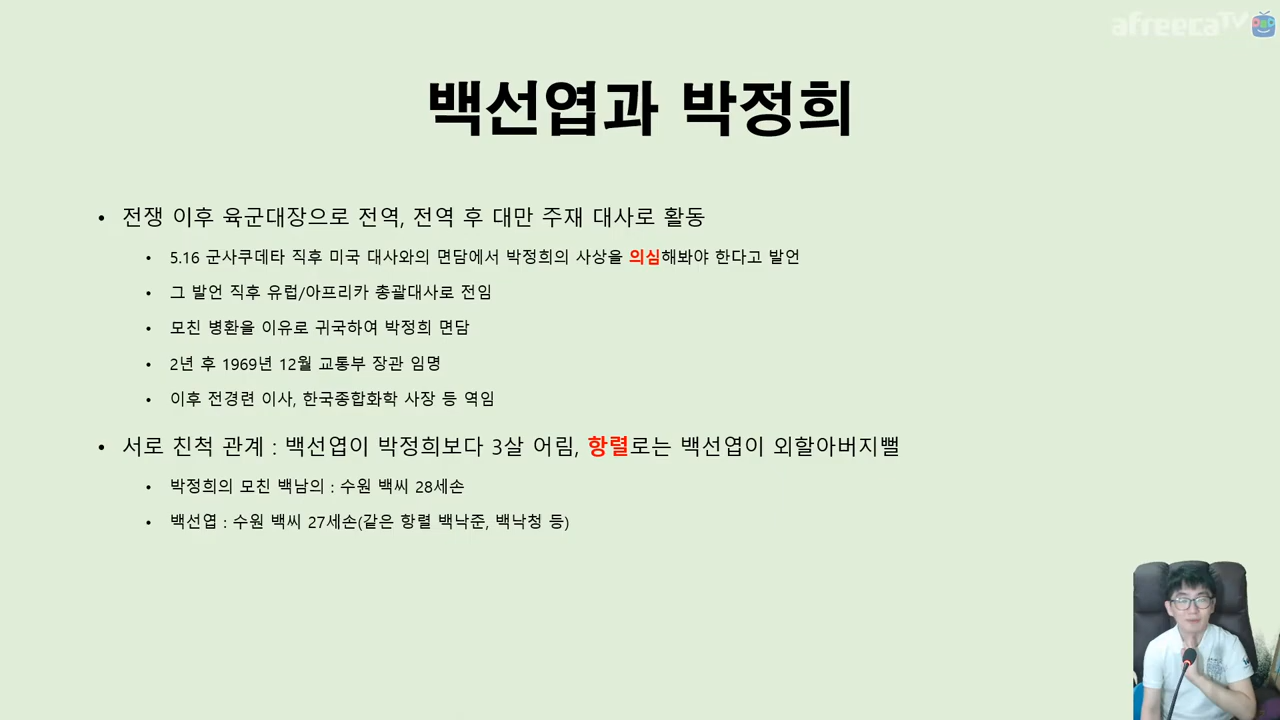 afreecaTV
백선엽과 박정희
• 전쟁 이후 육군대장으로 전역, 전역 후 대만 주재 대사로 활동
• 5.16 군사쿠데타 직후 미국 대사와의 면담에서 박정희의 사상을 의심해봐야 한다고 발언
• 그 발언 직후 유럽/아프리카 총괄대사로 전임
• 모친 병환을 이유로 귀국하여 박정희 면담
• 2년 후 1969년 12월 교통부 장관 임명
• 이후 전경련 이사, 한국종합화학 사장 등 역임
• 서로 친척 관계 : 백선엽이 박정희보다 3살 어림, 항렬로는 백선엽이 외할아버지뻘
• 박정희의 모친 백남의 : 수원 백씨 28세손
• 백선엽 : 수원 백씨 27세손(같은 항렬 백낙준, 백낙청 등)